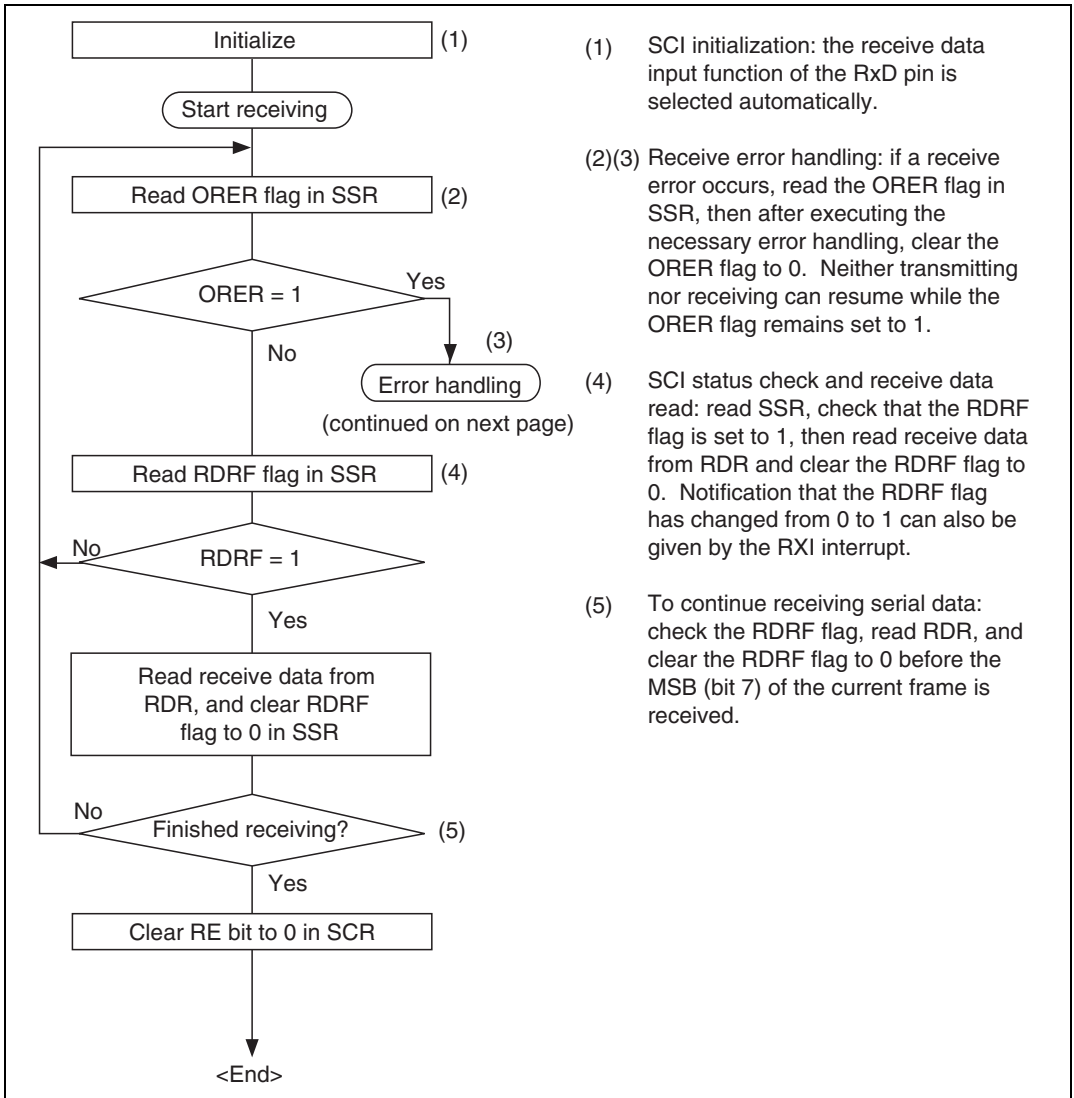 Initialize
(1)
Start receiving
Read ORER flag in SSR
(2)
ORER = 1
Yes
No
(3)
Error handling
(continued on next page)
Read RDRF flag in SSR
(4)
No
RDRF = 1
Yes
Read receive data from
RDR, and clear RDRF
flag to 0 in SSR
No
Finished receiving?
(5)
Yes
Clear RE bit to 0 in SCR
<End>
(1) SCI initialization: the receive data
input function of the RxD pin is
selected automatically.
(2)(3) Receive error handling: if a receive
error occurs, read the ORER flag in
SSR, then after executing the
necessary error handling, clear the
ORER flag to 0. Neither transmitting
nor receiving can resume while the
ORER flag remains set to 1.
(4) SCI status check and receive data
read: read SSR, check that the RDRF
flag is set to 1, then read receive data
from RDR and clear the RDRF flag to
0. Notification that the RDRF flag
has changed from 0 to 1 can also be
given by the RXI interrupt.
(5) To continue receiving serial data:
check the RDRF flag, read RDR, and
clear the RDRF flag to 0 before the
MSB (bit 7) of the current frame is
received.